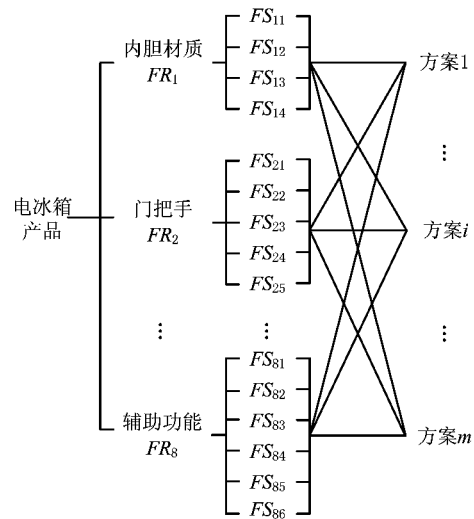 电冰箱
产品
内胆材质
FR₁
FS₁₁
FS₁₂
FS₁₃
FS₁₄
门把手
FR₂
FS₂₁
FS₂₂
FS₂₃
FS₂₄
FS₂₅
⋮
⋮
辅助功能
FR₈
FS₈₁
FS₈₂
FS₈₃
FS₈₄
FS₈₅
FS₈₆
方案1
⋮
方案i
⋮
方案m